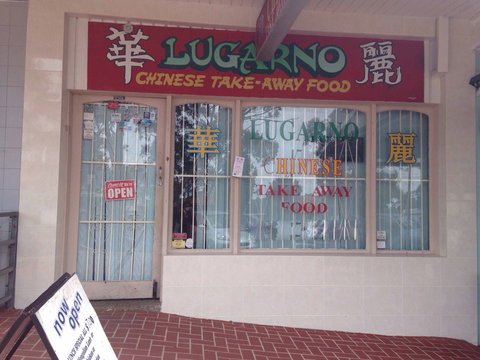 華 LUGARNO 麗
CHINESE TAKE-AWAY FOOD
華 LUGARNO 麗
CHINESE
TAKE AWAY
FOOD
OPEN
now
open